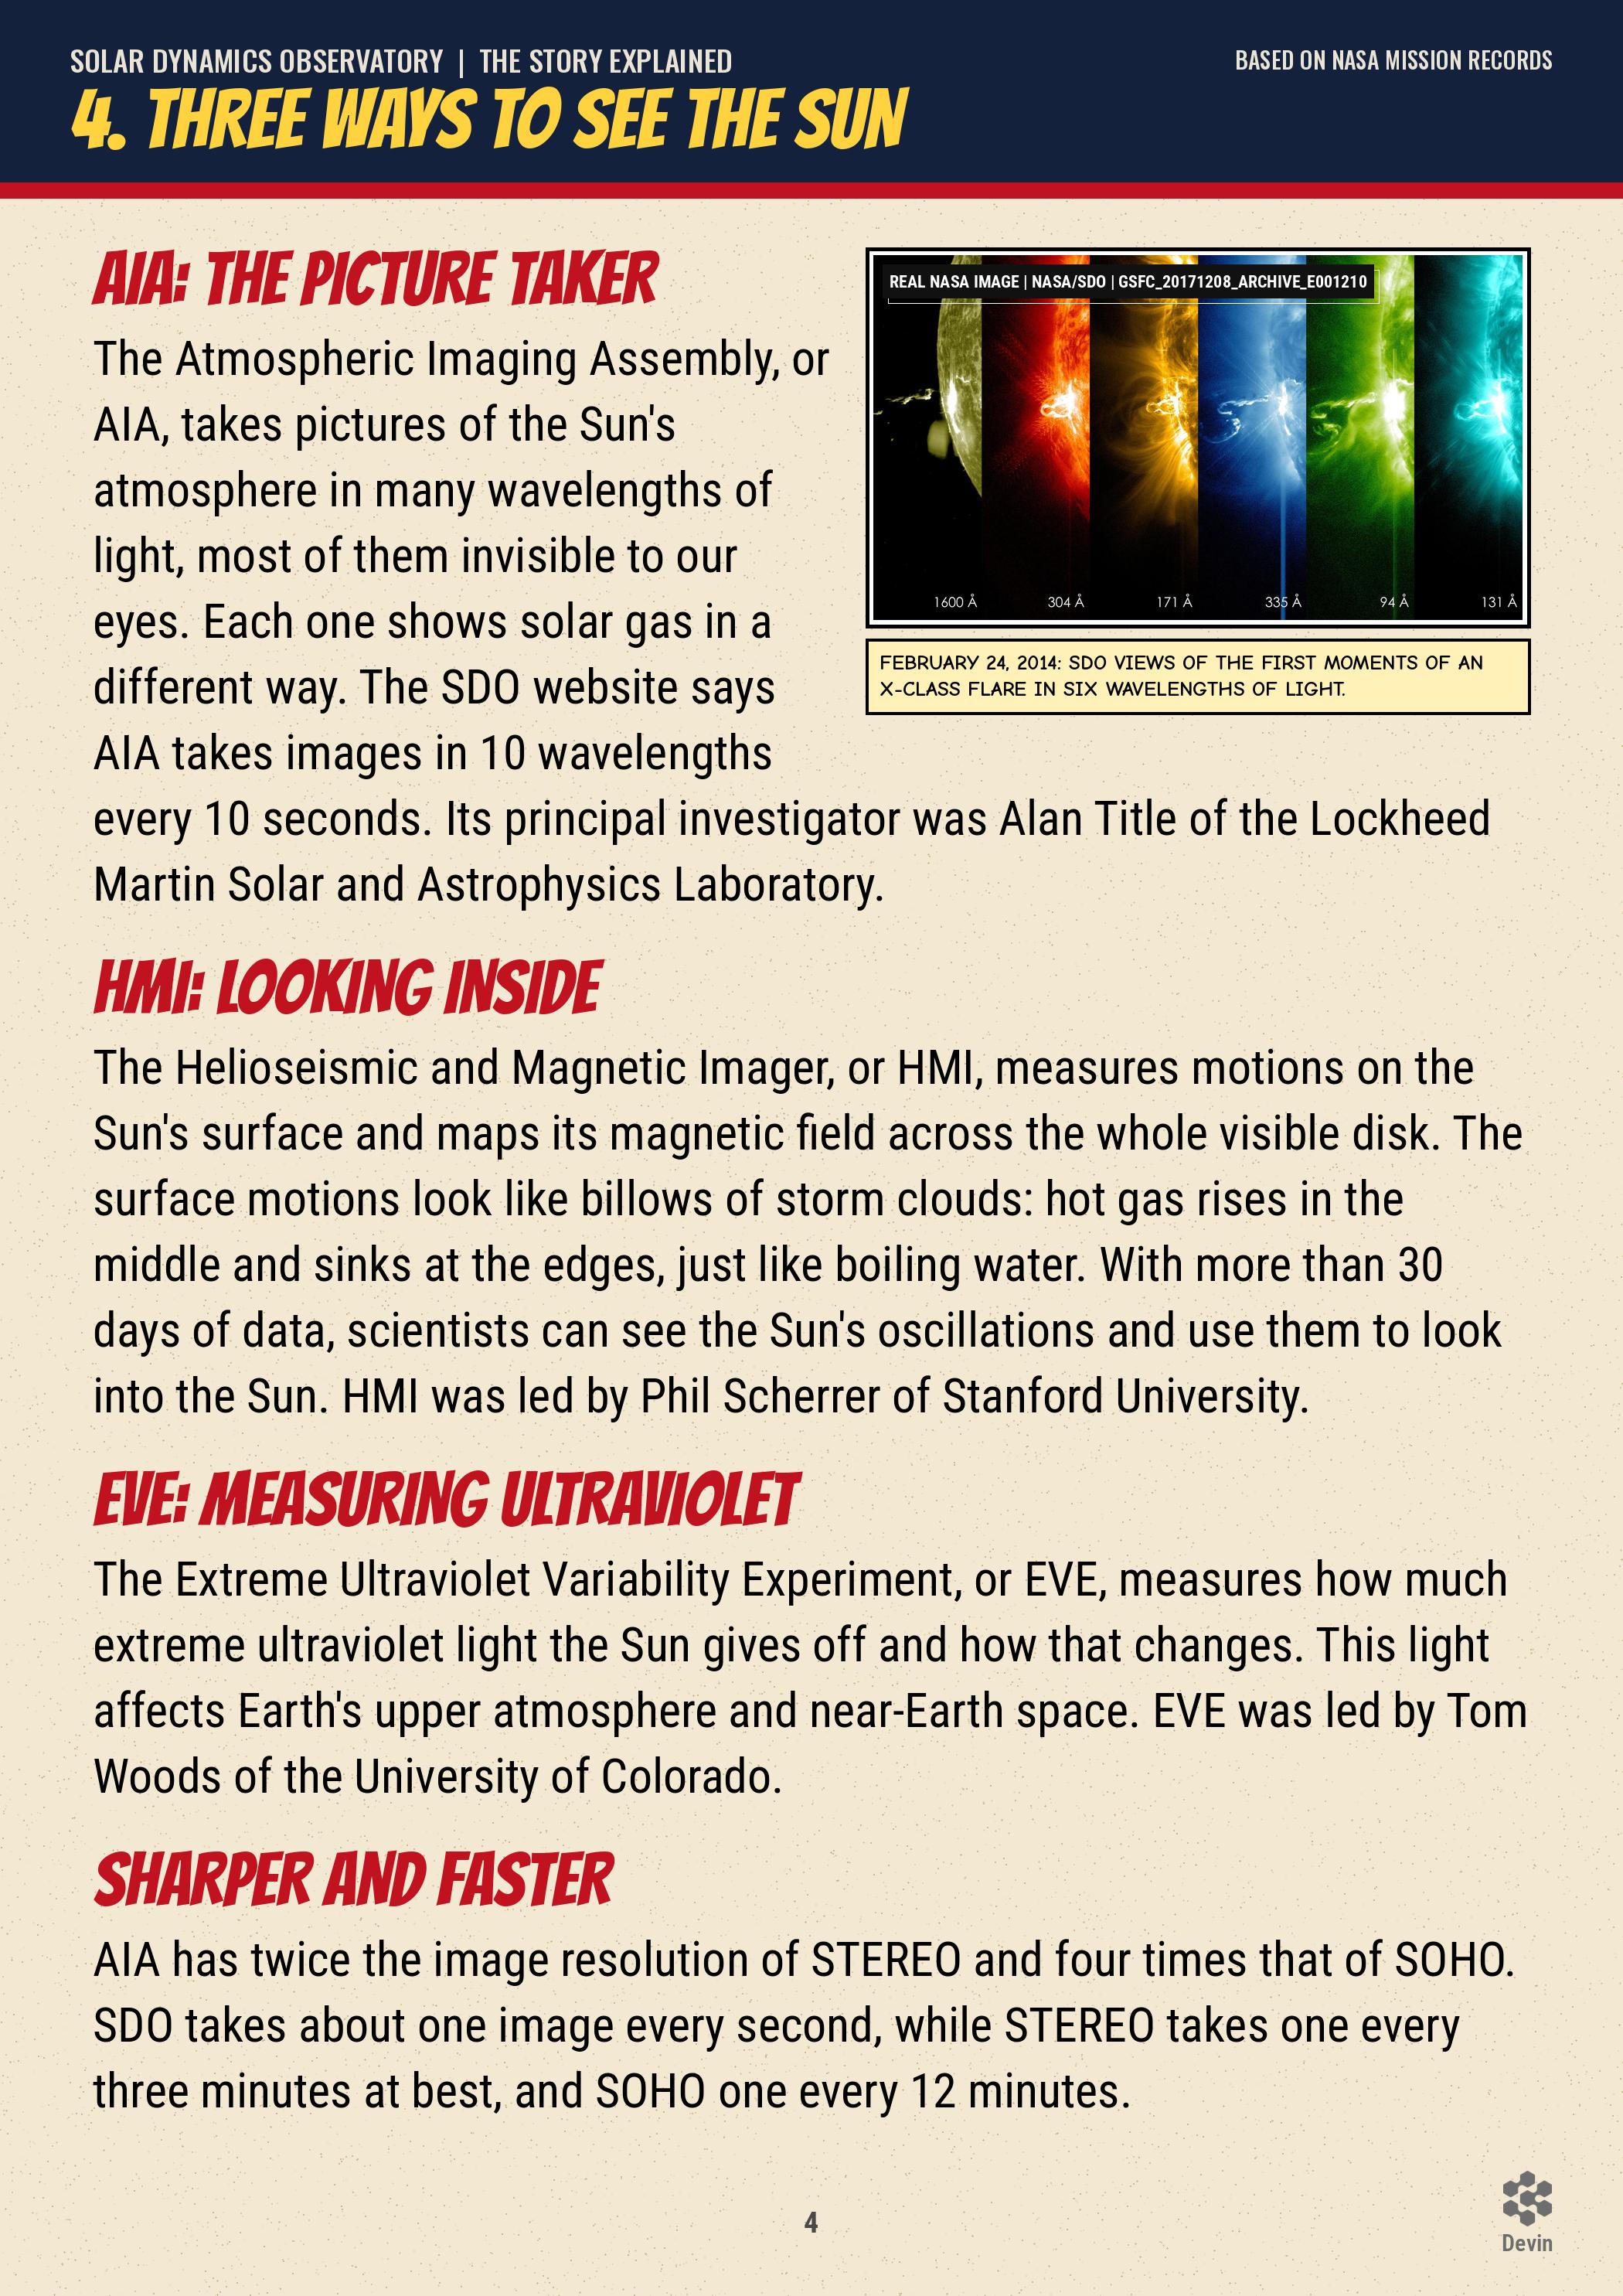 SOLAR DYNAMICS OBSERVATORY | THE STORY EXPLAINED
BASED ON NASA MISSION RECORDS
4. THREE WAYS TO SEE THE SUN
AIA: THE PICTURE TAKER
The Atmospheric Imaging Assembly, or
AIA, takes pictures of the Sun's
atmosphere in many wavelengths of
light, most of them invisible to our
eyes. Each one shows solar gas in a
different way. The SDO website says
AIA takes images in 10 wavelengths
every 10 seconds. Its principal investigator was Alan Title of the Lockheed
Martin Solar and Astrophysics Laboratory.
REAL NASA IMAGE | NASA/SDO | GSFC_20171208_ARCHIVE_E001210
1600 Å 304 Å 171 Å 335 Å 94 Å 131 Å
FEBRUARY 24, 2014: SDO VIEWS OF THE FIRST MOMENTS OF AN
X-CLASS FLARE IN SIX WAVELENGTHS OF LIGHT.
HMI: LOOKING INSIDE
The Helioseismic and Magnetic Imager, or HMI, measures motions on the
Sun's surface and maps its magnetic field across the whole visible disk. The
surface motions look like billows of storm clouds: hot gas rises in the
middle and sinks at the edges, just like boiling water. With more than 30
days of data, scientists can see the Sun's oscillations and use them to look
into the Sun. HMI was led by Phil Scherrer of Stanford University.
EVE: MEASURING ULTRAVIOLET
The Extreme Ultraviolet Variability Experiment, or EVE, measures how much
extreme ultraviolet light the Sun gives off and how that changes. This light
affects Earth's upper atmosphere and near-Earth space. EVE was led by Tom
Woods of the University of Colorado.
SHARPER AND FASTER
AIA has twice the image resolution of STEREO and four times that of SOHO.
SDO takes about one image every second, while STEREO takes one every
three minutes at best, and SOHO one every 12 minutes.
4
Devin